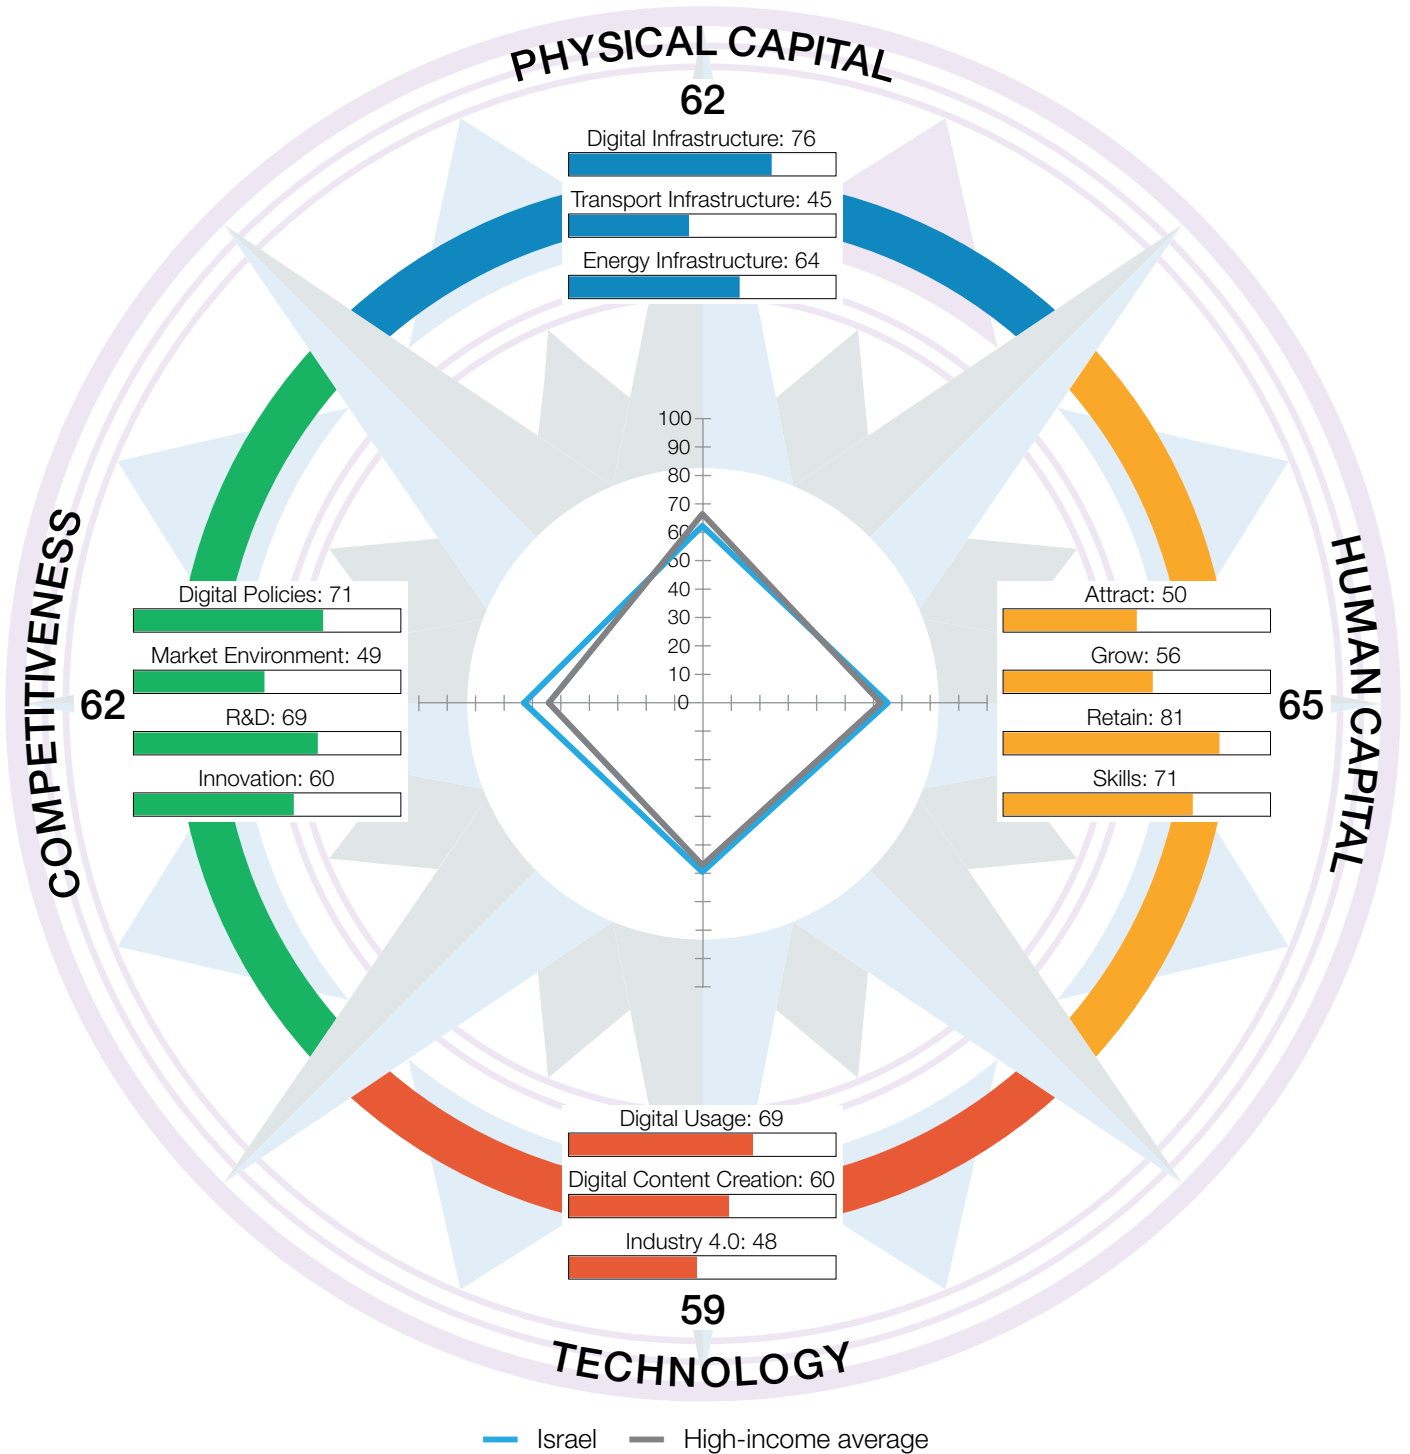 PHYSICAL CAPITAL
62
Digital Infrastructure: 76
Transport Infrastructure: 45
Energy Infrastructure: 64
100
90
80
70
60
50
40
30
20
10
0
COMPETITIVENESS
62
Digital Policies: 71
Market Environment: 49
R&D: 69
Innovation: 60
HUMAN CAPITAL
65
Attract: 50
Grow: 56
Retain: 81
Skills: 71
Digital Usage: 69
Digital Content Creation: 60
Industry 4.0: 48
59
TECHNOLOGY
Israel
High-income average